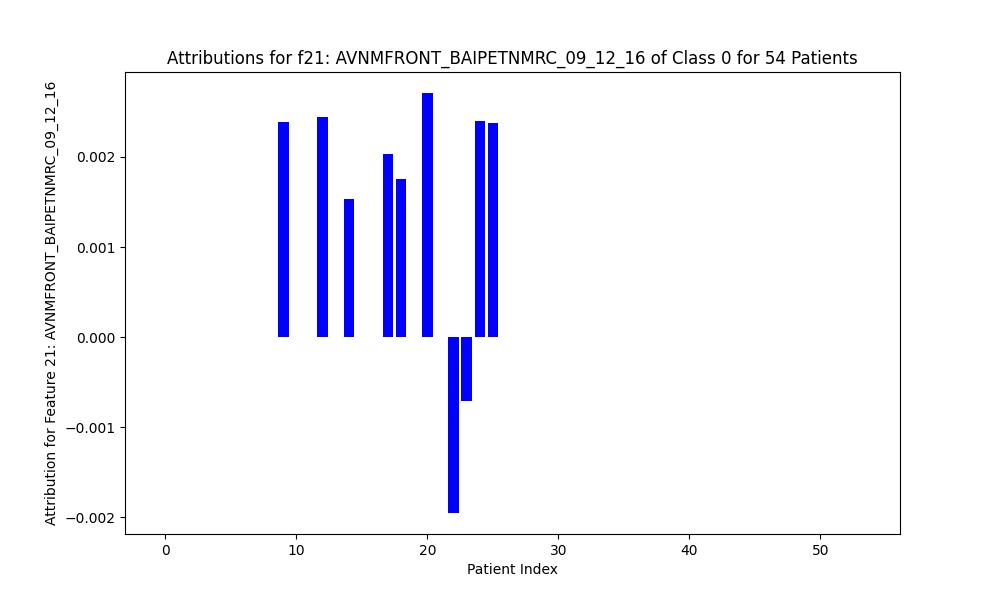 Attributions for f21: AVNMFRONT_BAIPETNMRC_09_12_16 of Class 0 for 54 Patients
Attribution for Feature 21: AVNMFRONT_BAIPETNMRC_09_12_16
0.002
0.001
0.000
−0.001
−0.002
0 10 20 30 40 50
Patient Index